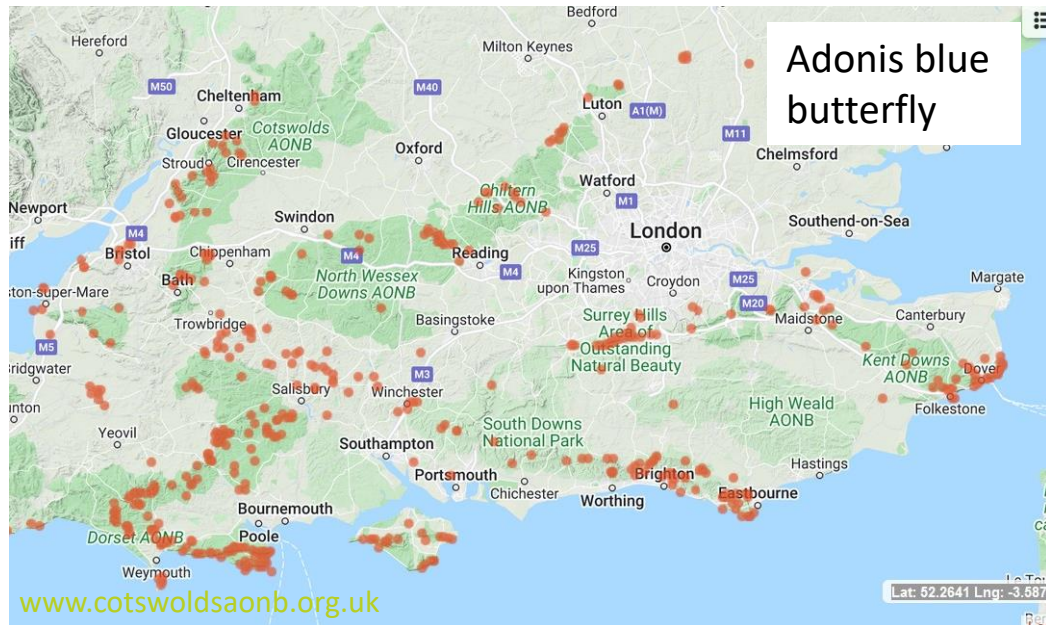 Adonis blue
butterfly
Bedford
Hereford
Milton Keynes
M50
M40
Cheltenham
Luton
A1(M)
Gloucester
Cotswolds
AONB
M11
Oxford
Chelmsford
Stroud
Cirencester
Chiltern
Hills AONB
Watford
M1
Newport
Swindon
London
Southend-on-Sea
M4
iff
Bristol
Chippenham
M4
Reading
M25
M4
Bath
North Wessex
Downs AONB
Kingston
upon Thames
Croydon
M25
Margate
ston-super-Mare
M20
Trowbridge
Basingstoke
Surrey Hills
Area of
Outstanding
Natural Beauty
Maidstone
Canterbury
M5
Kent Downs
AONB
Dover
ridgwater
M3
Salisbury
Winchester
Folkestone
unton
High Weald
AONB
Yeovil
South Downs
National Park
Southampton
Portsmouth
Brighton
Hastings
Chichester
Worthing
Eastbourne
Bournemouth
Poole
Dorset AONB
Weymouth
Lat: 52.2641 Lng: -3.587
www.cotswoldsaonb.org.uk